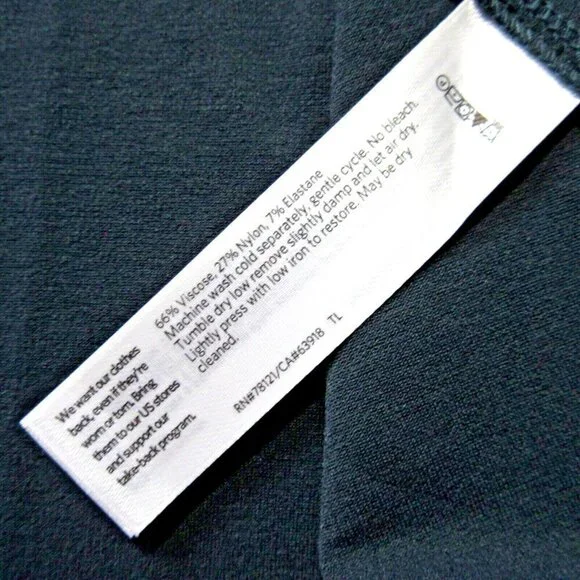 66% Viscose, 27% Nylon, 7% Elastane
Machine wash cold separately, gentle cycle. No bleach.
Tumble dry low remove slightly damp and let air dry.
Lightly press with low iron to restore. May be dry
cleaned.
RN#78121/CA#63918 TL
We want our clothes
back, even if they're
worn or torn. Bring
them to our US stores
and support our
take-back program.